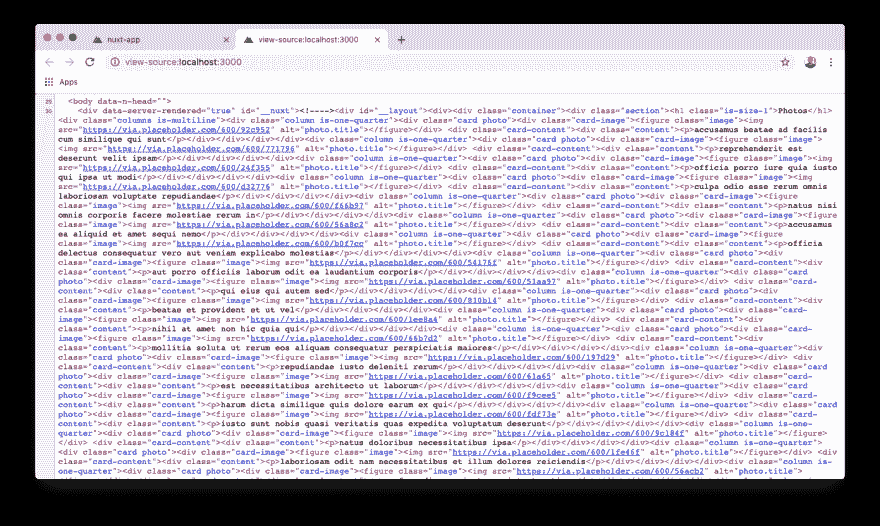 nuxt-app
view-source:localhost:3000
view-source:localhost:3000
Apps
29 <body data-n-head="">
30 <div data-server-rendered="true" id="__nuxt"><!----><div id="__layout"><div><div class="container"><div class="section"><h1 class="is-size-1">Photos</h1>
<div class="columns is-multiline"><div class="column is-one-quarter"><div class="card photo"><div class="card-image"><figure class="image"><img
src="https://via.placeholder.com/600/92c952" alt="photo.title"></figure></div> <div class="card-content"><div class="content"><p>accusamus beatae ad facilis
cum similique qui sunt</p></div></div></div></div><div class="column is-one-quarter"><div class="card photo"><div class="card-image"><figure class="image">
<img src="https://via.placeholder.com/600/771796" alt="photo.title"></figure></div> <div class="card-content"><div class="content"><p>reprehenderit est
deserunt velit ipsam</p></div></div></div></div><div class="column is-one-quarter"><div class="card photo"><div class="card-image"><figure class="image"><img
src="https://via.placeholder.com/600/24f355" alt="photo.title"></figure></div> <div class="card-content"><div class="content"><p>officia porro iure quia iusto
qui ipsa ut modi</p></div></div></div></div><div class="column is-one-quarter"><div class="card photo"><div class="card-image"><figure class="image"><img
src="https://via.placeholder.com/600/d32776" alt="photo.title"></figure></div> <div class="card-content"><div class="content"><p>culpa odio esse rerum omnis
laboriosam voluptate repudiandae</p></div></div></div></div><div class="column is-one-quarter"><div class="card photo"><div class="card-image"><figure
class="image"><img src="https://via.placeholder.com/600/f66b97" alt="photo.title"></figure></div> <div class="card-content"><div class="content"><p>natus nisi
omnis corporis facere molestiae rerum in</p></div></div></div></div><div class="column is-one-quarter"><div class="card photo"><div class="card-image"><figure
class="image"><img src="https://via.placeholder.com/600/56a8c2" alt="photo.title"></figure></div> <div class="card-content"><div class="content"><p>accusamus
ea aliquid et amet sequi nemo</p></div></div></div></div><div class="column is-one-quarter"><div class="card photo"><div class="card-image"><figure
class="image"><img src="https://via.placeholder.com/600/b0f7cc" alt="photo.title"></figure></div> <div class="card-content"><div class="content"><p>officia
delectus consequatur vero aut veniam explicabo molestias</p></div></div></div></div><div class="column is-one-quarter"><div class="card photo"><div
class="card-image"><figure class="image"><img src="https://via.placeholder.com/600/54176f" alt="photo.title"></figure></div> <div class="card-content"><div
class="content"><p>aut porro officiis laborum odit ea laudantium corporis</p></div></div></div></div><div class="column is-one-quarter"><div class="card
photo"><div class="card-image"><figure class="image"><img src="https://via.placeholder.com/600/51aa97" alt="photo.title"></figure></div> <div class="card-
content"><div class="content"><p>qui eius qui autem sed</p></div></div></div></div><div class="column is-one-quarter"><div class="card photo"><div
class="card-image"><figure class="image"><img src="https://via.placeholder.com/600/810b14" alt="photo.title"></figure></div> <div class="card-content"><div
class="content"><p>beatae et provident et ut vel</p></div></div></div></div><div class="column is-one-quarter"><div class="card photo"><div class="card-
image"><figure class="image"><img src="https://via.placeholder.com/600/1ee8a4" alt="photo.title"></figure></div> <div class="card-content"><div
class="content"><p>nihil at amet non hic quia qui</p></div></div></div></div><div class="column is-one-quarter"><div class="card photo"><div class="card-
image"><figure class="image"><img src="https://via.placeholder.com/600/66b7d2" alt="photo.title"></figure></div> <div class="card-content"><div
class="content"><p>mollitia soluta ut rerum eos aliquam consequatur perspiciatis maiores</p></div></div></div></div><div class="column is-one-quarter"><div
class="card photo"><div class="card-image"><figure class="image"><img src="https://via.placeholder.com/600/197d29" alt="photo.title"></figure></div> <div
class="card-content"><div class="content"><p>repudiandae iusto deleniti rerum</p></div></div></div></div><div class="column is-one-quarter"><div class="card
photo"><div class="card-image"><figure class="image"><img src="https://via.placeholder.com/600/61a65" alt="photo.title"></figure></div> <div class="card-
content"><div class="content"><p>est necessitatibus architecto ut laborum</p></div></div></div></div><div class="column is-one-quarter"><div class="card
photo"><div class="card-image"><figure class="image"><img src="https://via.placeholder.com/600/f9cee5" alt="photo.title"></figure></div> <div class="card-
content"><div class="content"><p>harum dicta similique quis dolore earum ex qui</p></div></div></div></div><div class="column is-one-quarter"><div class="card
photo"><div class="card-image"><figure class="image"><img src="https://via.placeholder.com/600/fdf73e" alt="photo.title"></figure></div> <div class="card-
content"><div class="content"><p>iusto sunt nobis quasi veritatis quas expedita voluptatum deserunt</p></div></div></div></div><div class="column is-one-
quarter"><div class="card photo"><div class="card-image"><figure class="image"><img src="https://via.placeholder.com/600/9c184f" alt="photo.title"></figure>
</div> <div class="card-content"><div class="content"><p>natus doloribus necessitatibus ipsa</p></div></div></div></div><div class="column is-one-quarter">
<div class="card photo"><div class="card-image"><figure class="image"><img src="https://via.placeholder.com/600/1fe46f" alt="photo.title"></figure></div> <div
class="card-content"><div class="content"><p>laboriosam odit nam necessitatibus et illum dolores reiciendis</p></div></div></div></div><div class="column is-
one-quarter"><div class="card photo"><div class="card-image"><figure class="image"><img src="https://via.placeholder.com/600/56acb2" alt="photo.title">